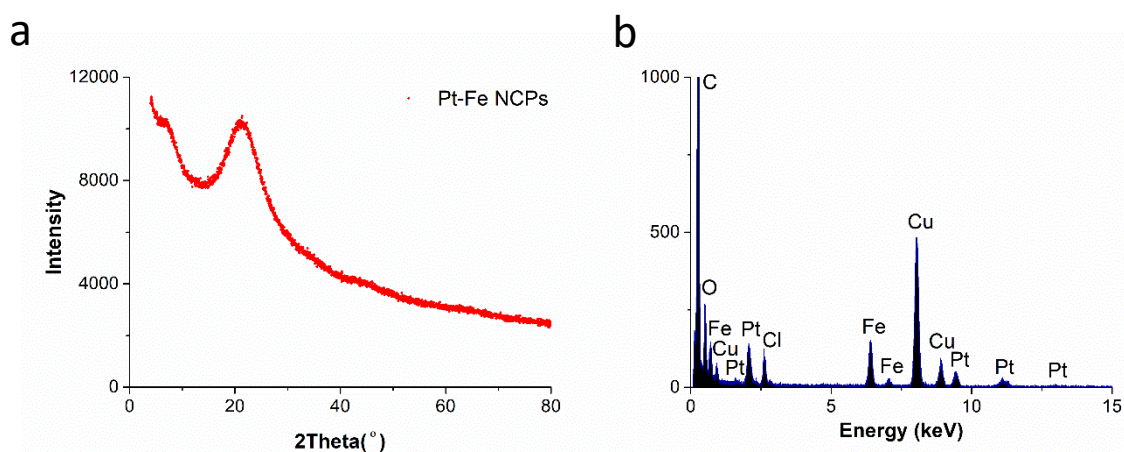 a
12000
8000
4000
0
Intensity
0
20
40
60
80
2Theta(°)
Pt-Fe NCPs
b
1000
500
0
0
5
10
15
Energy (keV)
C
O
Fe
Cu
Pt
Pt
Cl
Fe
Fe
Cu
Cu
Pt
Pt
Pt